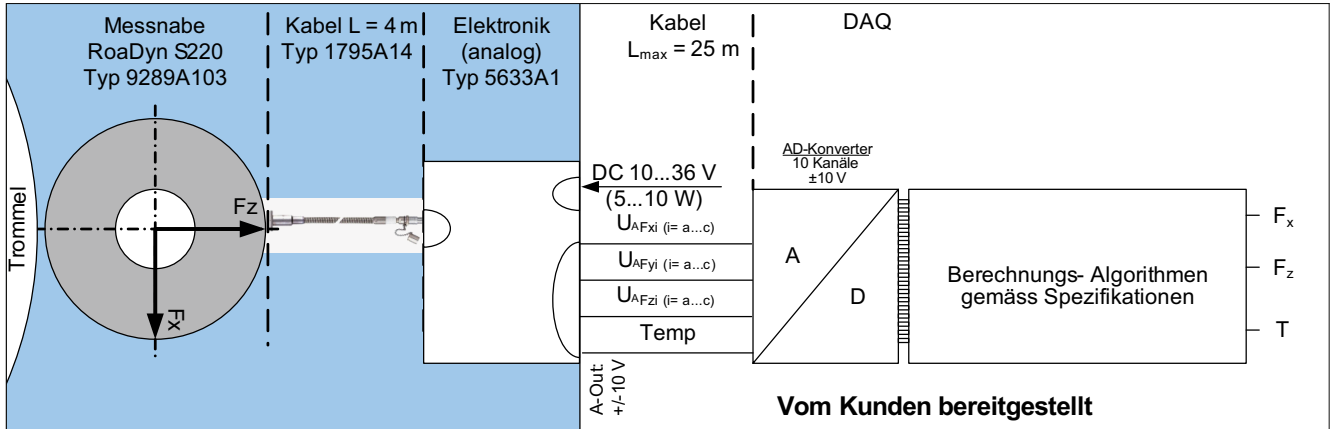 Messnabe
RoaDyn S220
Typ 9289A103
Kabel L = 4 m
Typ 1795A14
Elektronik
(analog)
Typ 5633A1
Kabel
Lmax = 25 m
DAQ
Trommel
Fz
Fx
DC 10...36 V
(5...10 W)
UAFxi (i= a...c)
UAFyi (i= a...c)
UAFzi (i= a...c)
Temp
A-Out:
+/-10 V
AD-Konverter
10 Kanäle
±10 V
A
D
Berechnungs- Algorithmen
gemäss Spezifikationen
Fx
Fz
T
Vom Kunden bereitgestellt